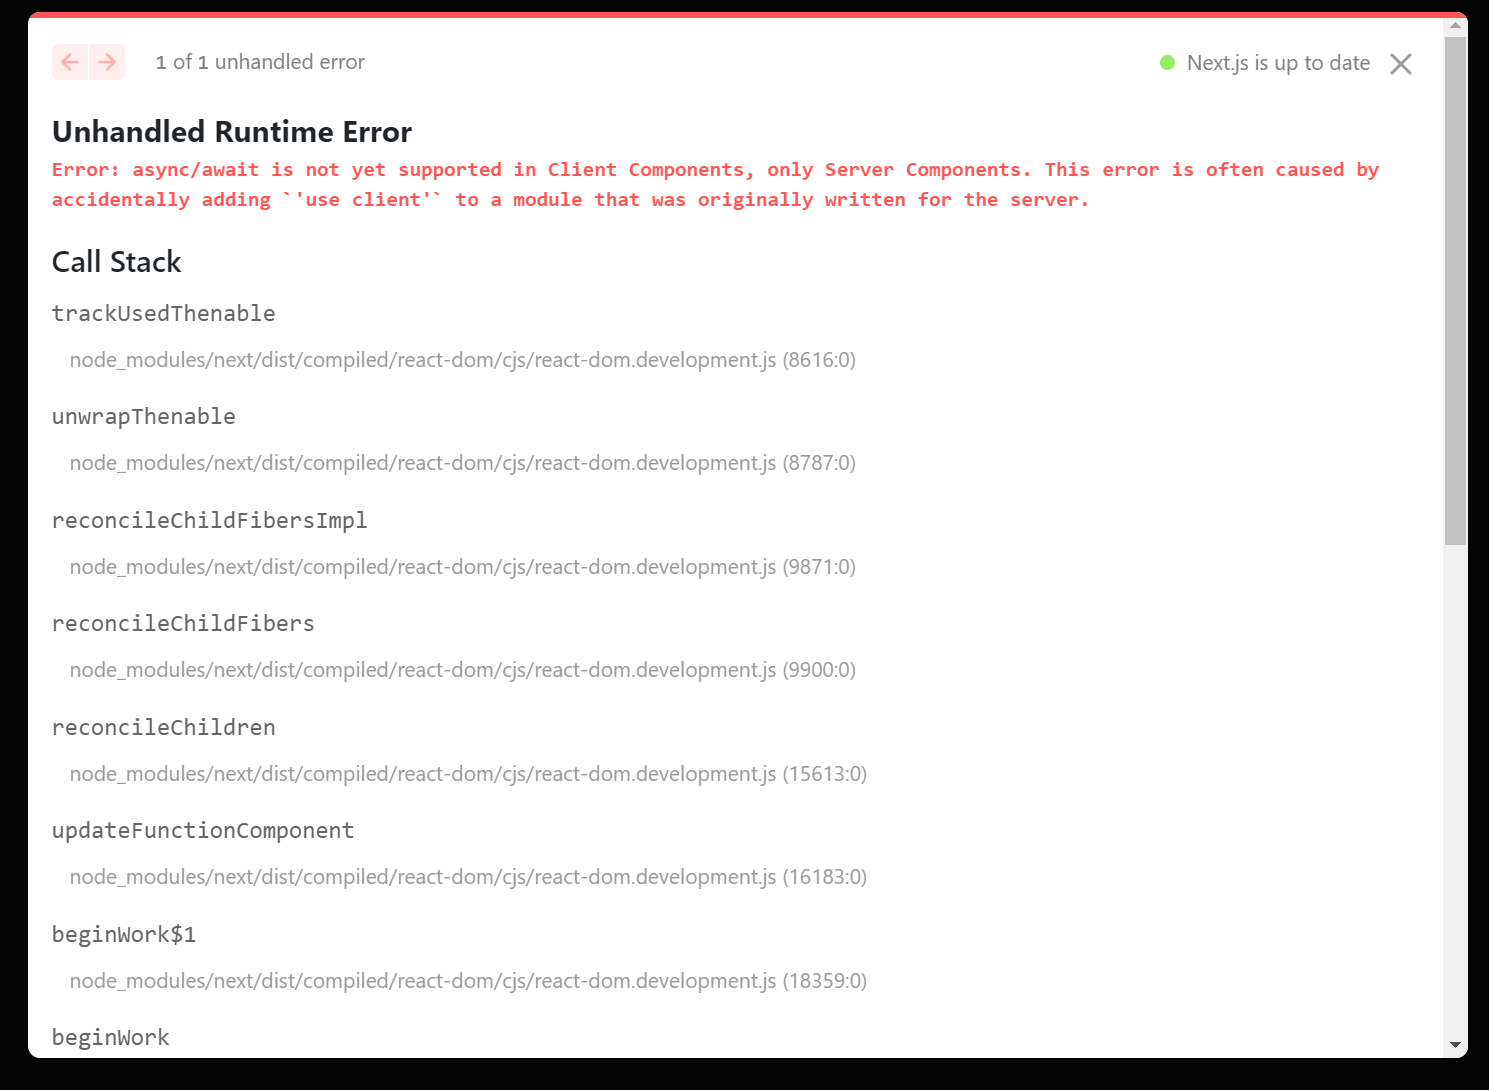 1 of 1 unhandled error
Next.js is up to date
Unhandled Runtime Error
Error: async/await is not yet supported in Client Components, only Server Components. This error is often caused by
accidentally adding `'use client'` to a module that was originally written for the server.
Call Stack
trackUsedThenable
node_modules/next/dist/compiled/react-dom/cjs/react-dom.development.js (8616:0)
unwrapThenable
node_modules/next/dist/compiled/react-dom/cjs/react-dom.development.js (8787:0)
reconcileChildFibersImpl
node_modules/next/dist/compiled/react-dom/cjs/react-dom.development.js (9871:0)
reconcileChildFibers
node_modules/next/dist/compiled/react-dom/cjs/react-dom.development.js (9900:0)
reconcileChildren
node_modules/next/dist/compiled/react-dom/cjs/react-dom.development.js (15613:0)
updateFunctionComponent
node_modules/next/dist/compiled/react-dom/cjs/react-dom.development.js (16183:0)
beginWork$1
node_modules/next/dist/compiled/react-dom/cjs/react-dom.development.js (18359:0)
beginWork